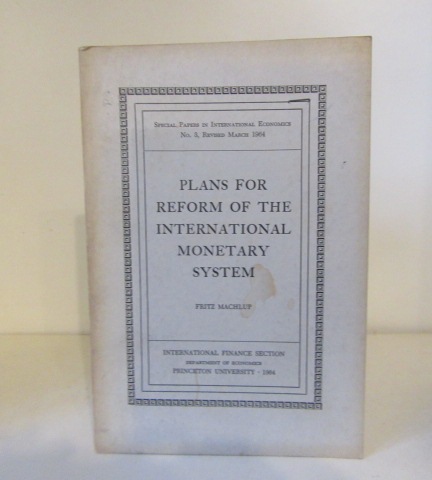 SPECIAL PAPERS IN INTERNATIONAL ECONOMICS
NO. 3, REVISED MARCH 1964
PLANS FOR
REFORM OF THE
INTERNATIONAL
MONETARY
SYSTEM
FRITZ MACHLUP
INTERNATIONAL FINANCE SECTION
DEPARTMENT OF ECONOMICS
PRINCETON UNIVERSITY · 1964